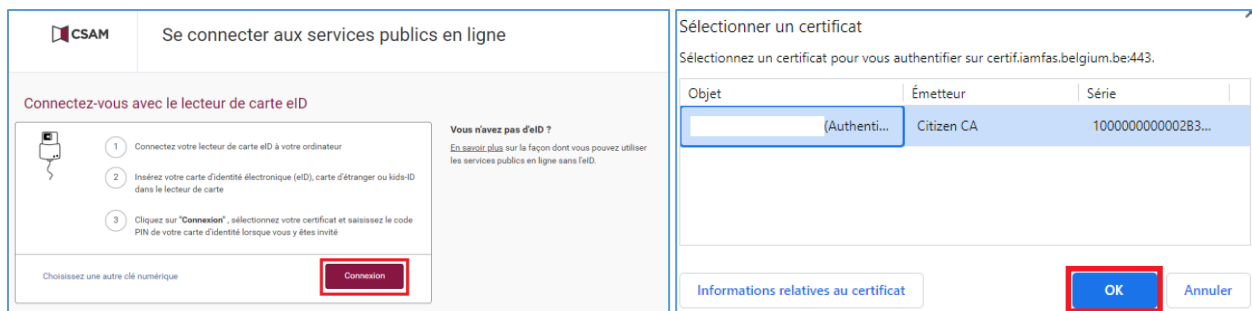 CSAM
Se connecter aux services publics en ligne
Connectez-vous avec le lecteur de carte eID
1 Connectez votre lecteur de carte eID à votre ordinateur
2 Insérez votre carte d'identité électronique (eID), carte d'étranger ou kids-ID
dans le lecteur de carte
3 Cliquez sur "Connexion" , sélectionnez votre certificat et saisissez le code
PIN de votre carte d'identité lorsque vous y êtes invité
Choisissez une autre clé numérique
Connexion
Vous n'avez pas d'eID ?
En savoir plus sur la façon dont vous pouvez utiliser
les services publics en ligne sans l'eID.
Sélectionner un certificat
Sélectionnez un certificat pour vous authentifier sur certif.iamfas.belgium.be:443.
Objet Émetteur Série
(Authenti... Citizen CA 1000000000002B3...
Informations relatives au certificat
OK
Annuler